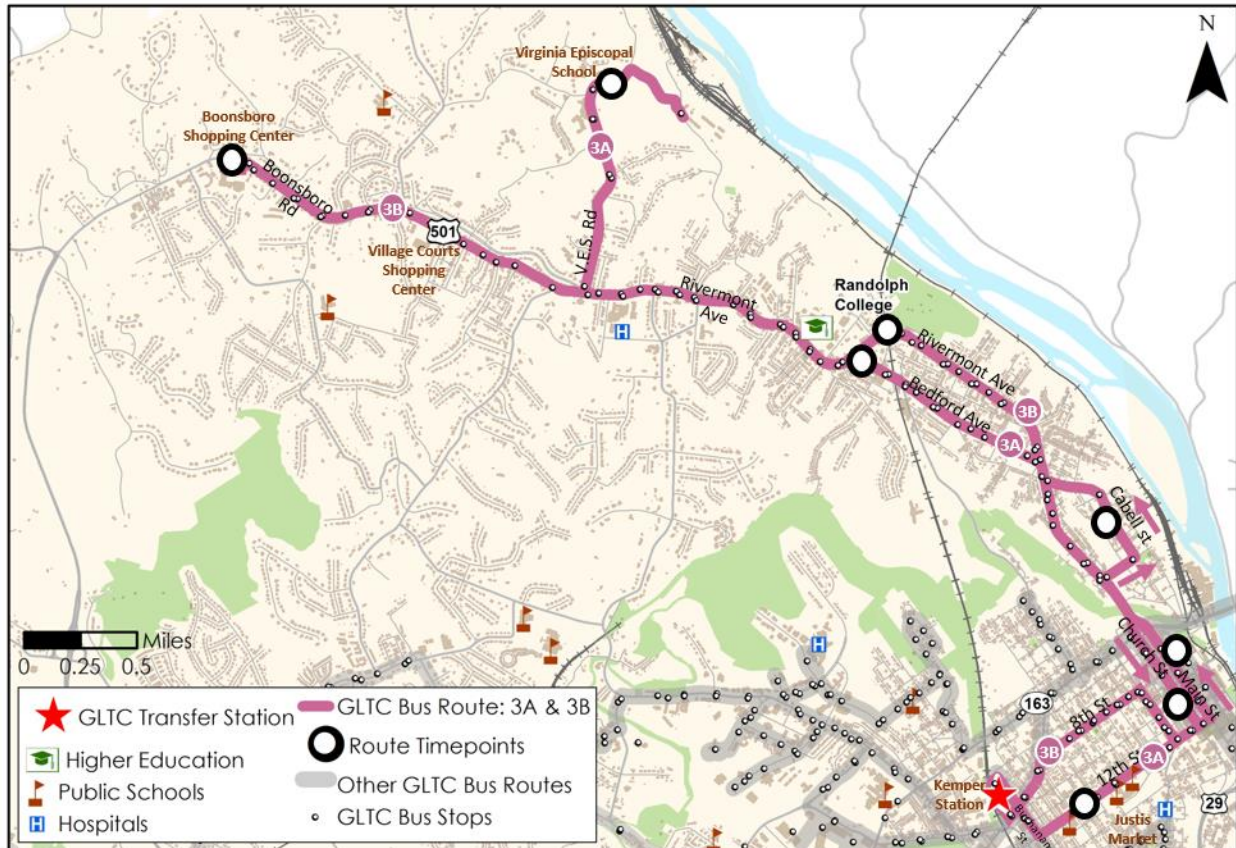 N
Virginia Episcopal
School
Boonsboro
Shopping Center
3A
Boonsboro
Rd
3B
501
V.E.S. Rd
Village Courts
Shopping
Center
Rivermont
Ave
Randolph
College
Rivermont Ave
3B
Bedford Ave
3A
Cabell st
Church St
Main St
163
8th St
3B
3A
12th St
Kemper
Station
Buchanan
St
Justis
Market
29
0 0.25 0.5
Miles
GLTC Transfer Station
Higher Education
Public Schools
Hospitals
GLTC Bus Route: 3A & 3B
Route Timepoints
Other GLTC Bus Routes
GLTC Bus Stops
H
H
H
H